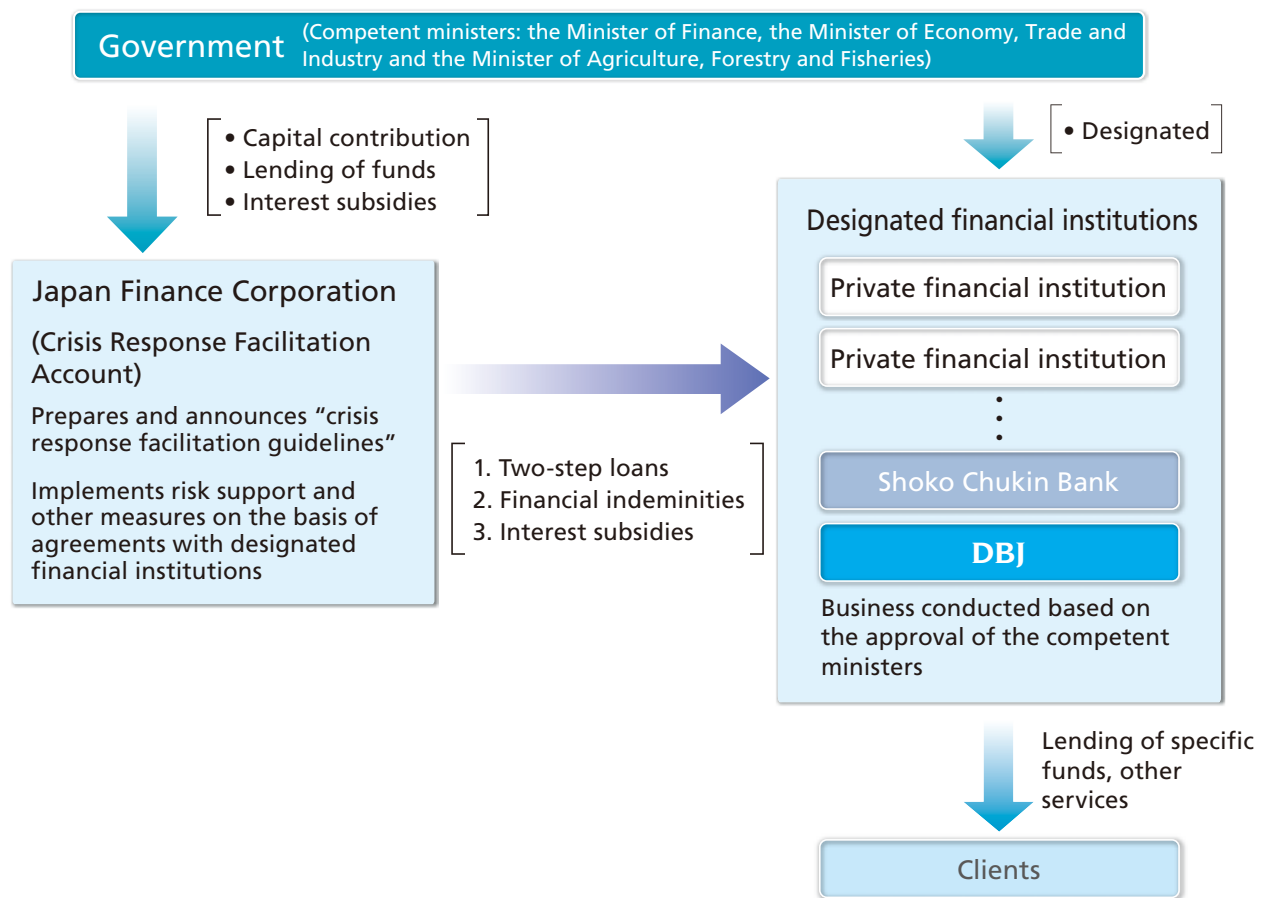 Government (Competent ministers: the Minister of Finance, the Minister of Economy, Trade and
Industry and the Minister of Agriculture, Forestry and Fisheries)
• Capital contribution
• Lending of funds
• Interest subsidies
• Designated
Japan Finance Corporation
(Crisis Response Facilitation
Account)
Prepares and announces “crisis
response facilitation guidelines”
Implements risk support and
other measures on the basis of
agreements with designated
financial institutions
1. Two-step loans
2. Financial indeminities
3. Interest subsidies
Designated financial institutions
Private financial institution
Private financial institution
Shoko Chukin Bank
DBJ
Business conducted based on
the approval of the competent
ministers
Lending of specific
funds, other
services
Clients